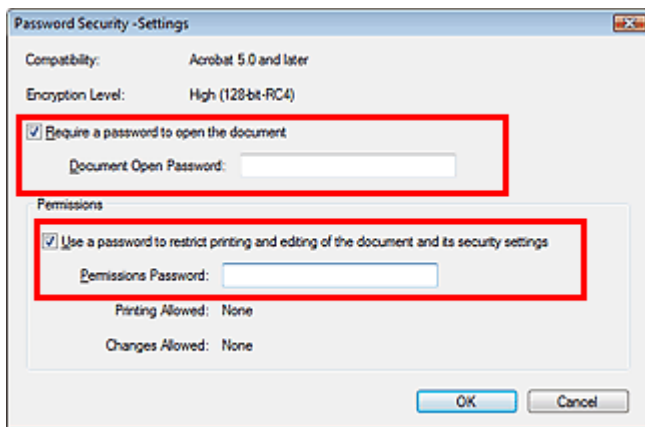 Password Security -Settings
Compatibility: Acrobat 5.0 and later
Encryption Level: High (128-bit-RC4)
Require a password to open the document
Document Open Password:
Permissions
Use a password to restrict printing and editing of the document and its security settings
Permissions Password:
Printing Allowed: None
Changes Allowed: None
OK Cancel